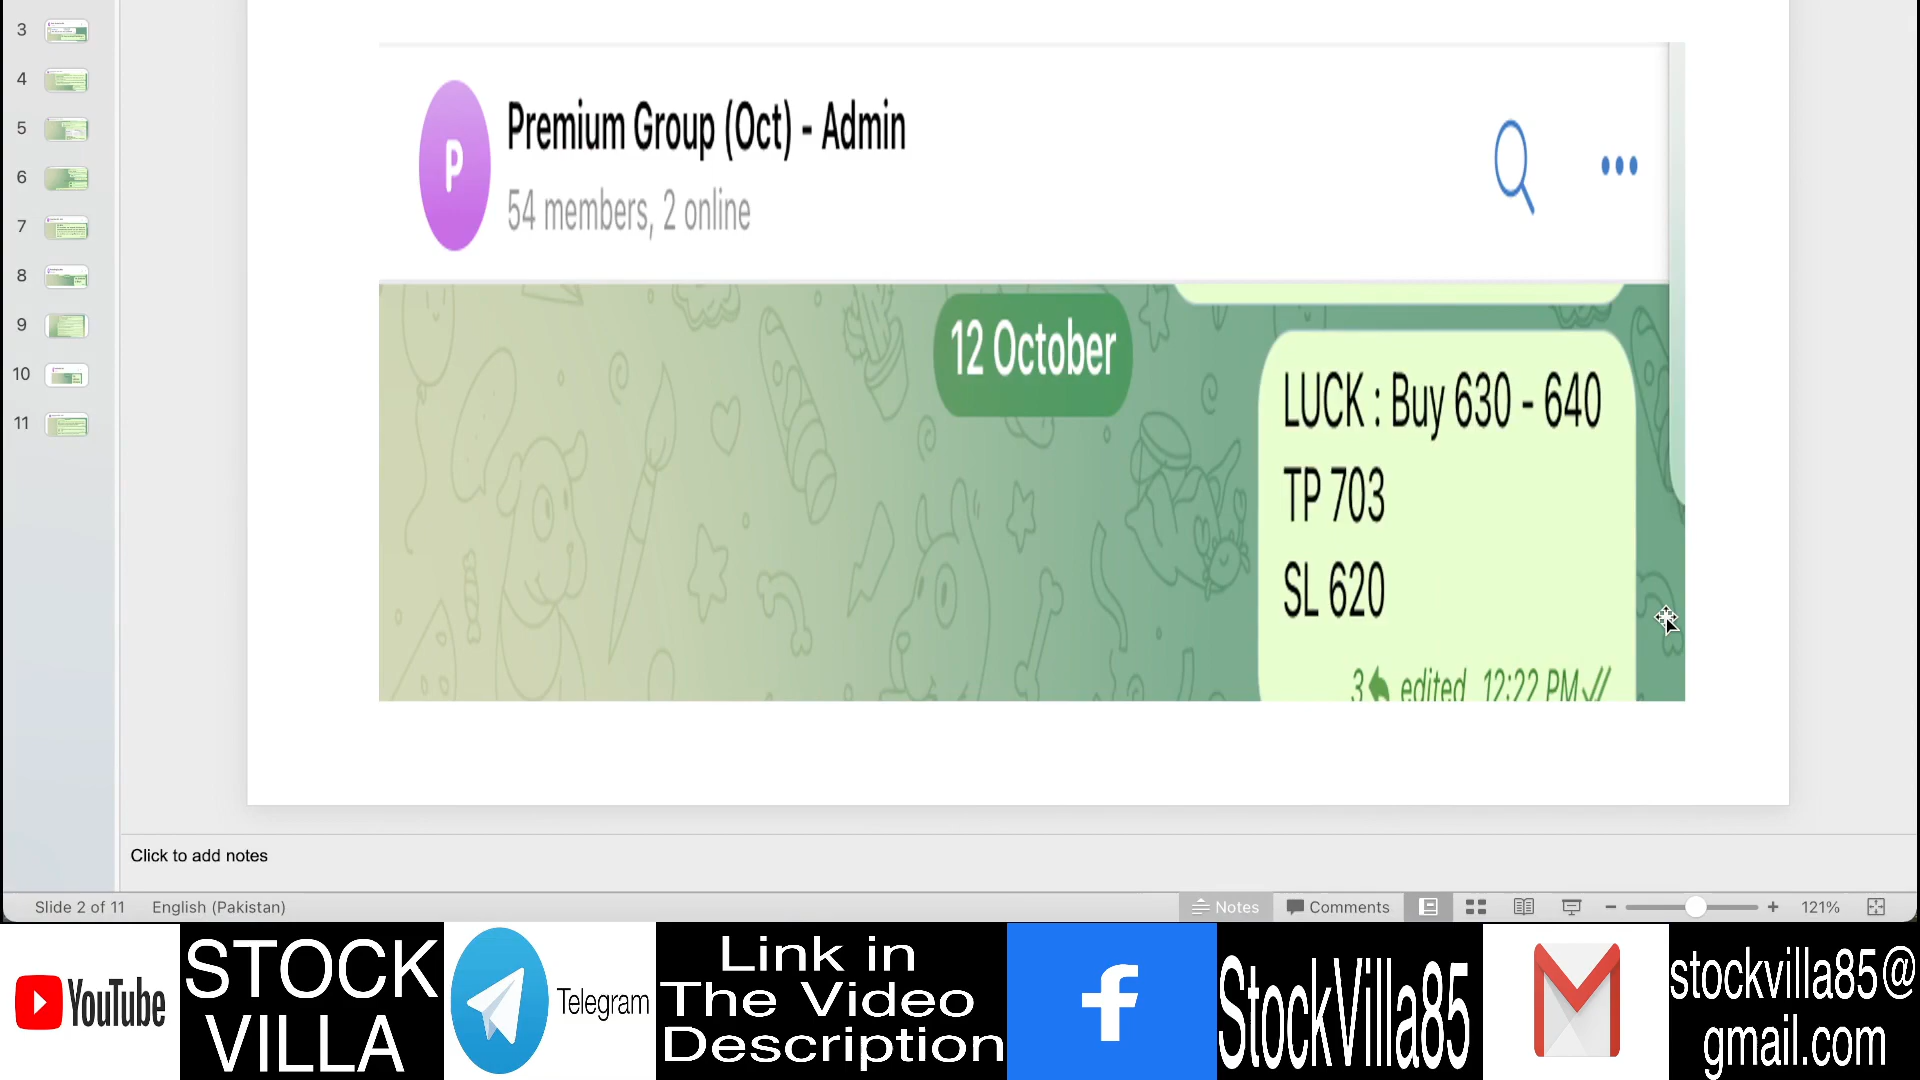 3
4
5
6
7
8
9
10
11
P
Premium Group (Oct) - Admin
54 members, 2 online
12 October
LUCK : Buy 630 - 640
TP 703
SL 620
3 edited 12:22 PM
Click to add notes
Slide 2 of 11 English (Pakistan)
Notes Comments 121%
YouTube
STOCK
VILLA
Telegram
Link in
The Video
Description
StockVilla85
stockvilla85@
gmail.com